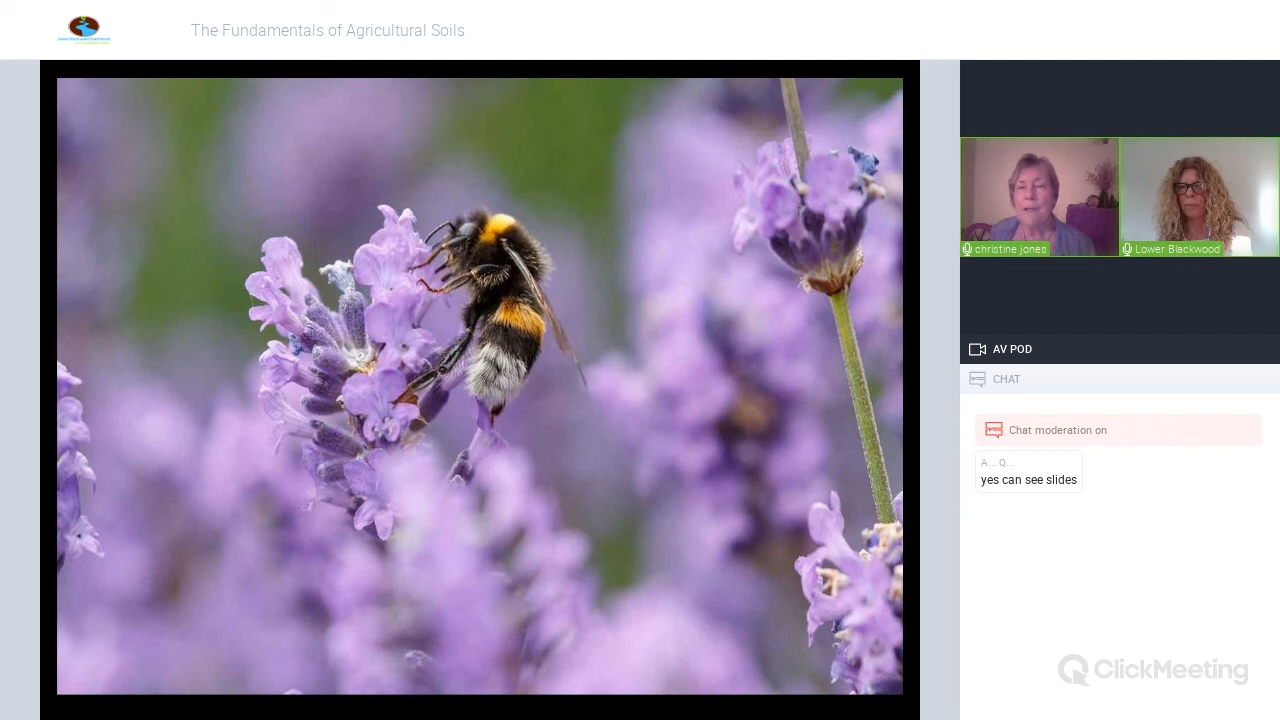 The Fundamentals of Agricultural Soils
christine jones
Lower Blackwood
AV POD
CHAT
Chat moderation on
A... Q...
yes can see slides
ClickMeeting